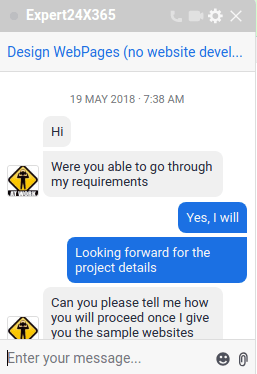 Expert24X365
Design WebPages (no website devel...
19 MAY 2018 · 7:38 AM
Hi
Were you able to go through
my requirements
AT WORK
Yes, I will
Looking forward for the
project details
Can you please tell me how
you will proceed once I give
you the sample websites
Enter your message...